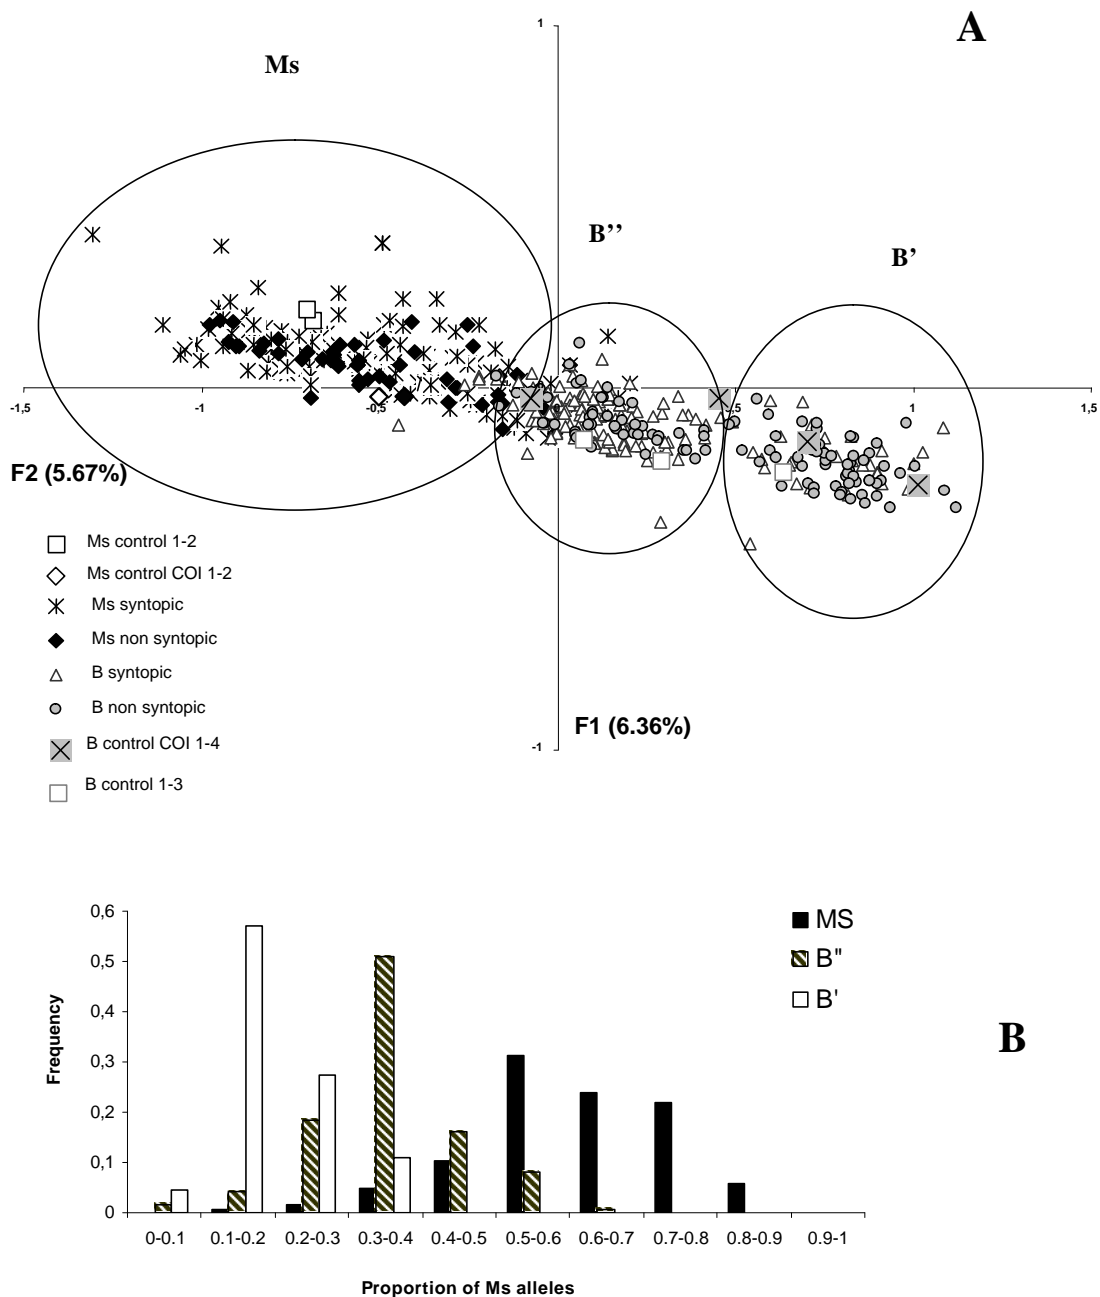 A
1
Ms
B’’
B’
-1,5
-1
-0,5
0
,5
1
1,5
F2 (5.67%)
Ms control 1-2
Ms control COI 1-2
Ms syntopic
Ms non syntopic
B syntopic
B non syntopic
B control COI 1-4
B control 1-3
F1 (6.36%)
-1
0,6
0,5
0,4
0,3
0,2
0,1
0
Frequency
MS
B"
B'
B
0-0.1 0.1-0.2 0.2-0.3 0.3-0.4 0.4-0.5 0.5-0.6 0.6-0.7 0.7-0.8 0.8-0.9 0.9-1
Proportion of Ms alleles